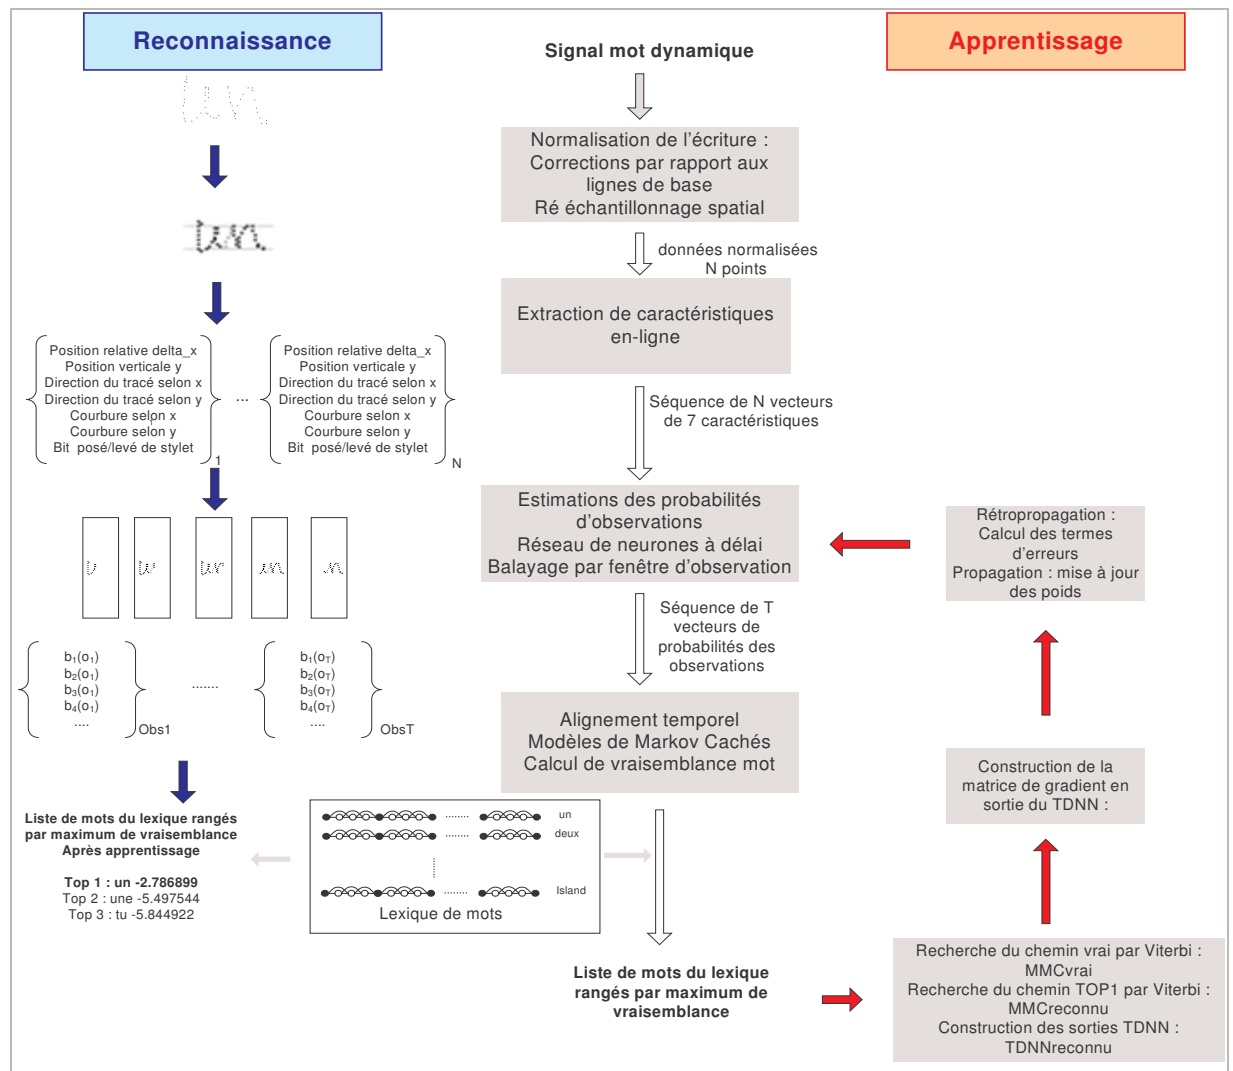 Reconnaissance
Signal mot dynamique
Apprentissage
un
Normalisation de l'écriture :
Corrections par rapport aux
lignes de base
Ré échantillonnage spatial
un
données normalisées
N points
Extraction de caractéristiques
en-ligne
Position relative delta_x
Position verticale y
Direction du tracé selon x
Direction du tracé selon y
Courbure selon x
Courbure selon y
Bit posé/levé de stylet
1
...
Position relative delta_x
Position verticale y
Direction du tracé selon x
Direction du tracé selon y
Courbure selon x
Courbure selon y
Bit posé/levé de stylet
N
Séquence de N vecteurs
de 7 caractéristiques
Estimations des probabilités
d'observations
Réseau de neurones à délai
Balayage par fenêtre d'observation
Rétropropagation :
Calcul des termes
d'erreurs
Propagation : mise à jour
des poids
Séquence de T
vecteurs de
probabilités des
observations
b₁(o₁)
b₂(o₁)
b₃(o₁)
b₄(o₁)
....
Obs1
.......
b₁(o_T)
b₂(o_T)
b₃(o_T)
b₄(o_T)
....
ObsT
Alignement temporel
Modèles de Markov Cachés
Calcul de vraisemblance mot
Construction de la
matrice de gradient en
sortie du TDNN :
Liste de mots du lexique rangés
par maximum de vraisemblance
Après apprentissage
Top 1 : un -2.786899
Top 2 : une -5.497544
Top 3 : tu -5.844922
........ un
........ deux
........ Island
Lexique de mots
Liste de mots du lexique
rangés par maximum de
vraisemblance
Recherche du chemin vrai par Viterbi :
MMCvrai
Recherche du chemin TOP1 par Viterbi :
MMCreconnu
Construction des sorties TDNN :
TDNNreconnu